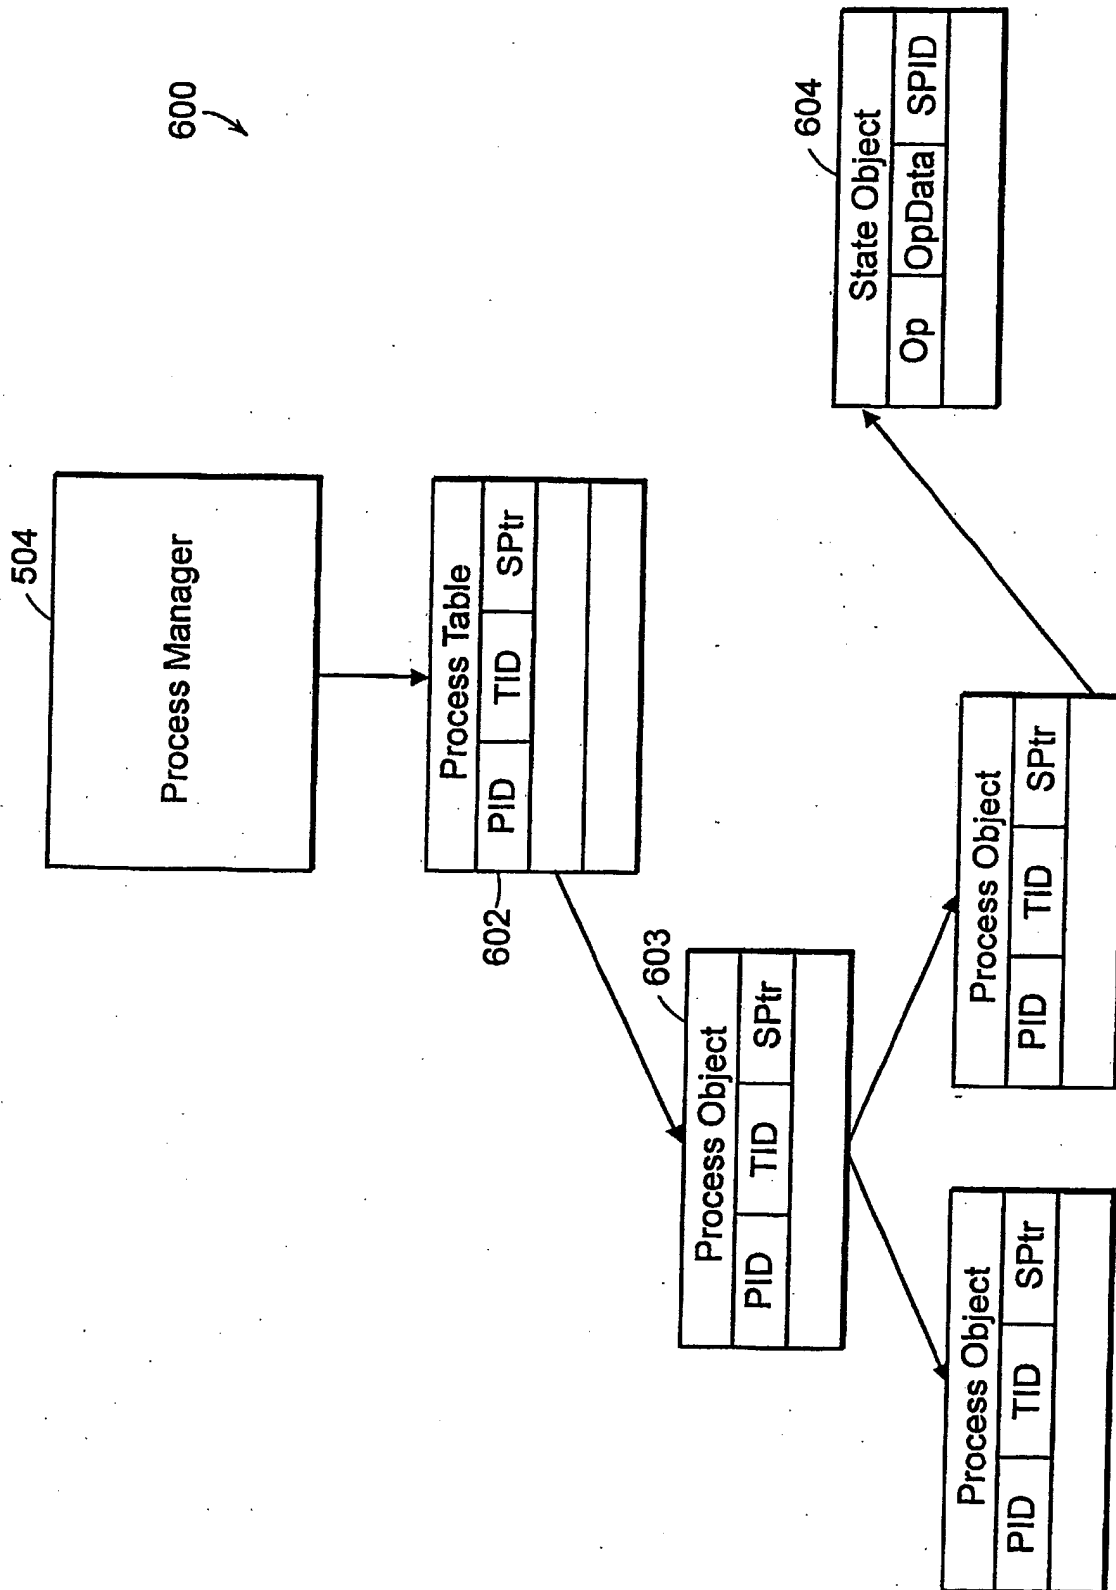 600
504
Process Manager
Process Table
PID TID SPtr
602
603
Process Object
PID TID SPtr
604
State Object
Op OpData SPID
Process Object
PID TID SPtr
Process Object
PID TID SPtr